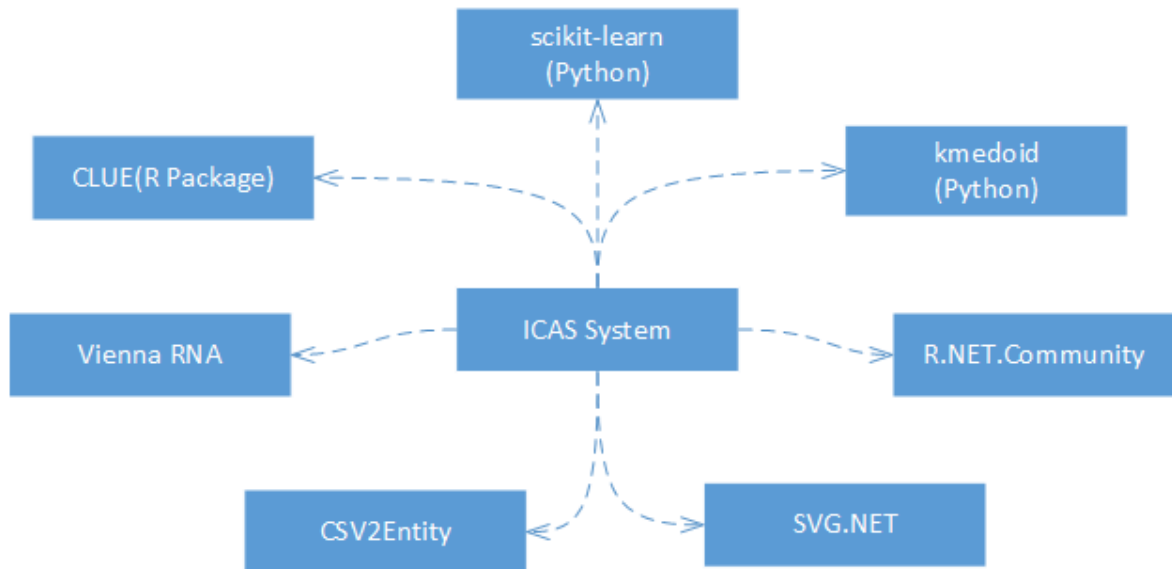 scikit-learn
(Python)
CLUE(R Package)
kmedoid
(Python)
ICAS System
Vienna RNA
R.NET.Community
CSV2Entity
SVG.NET